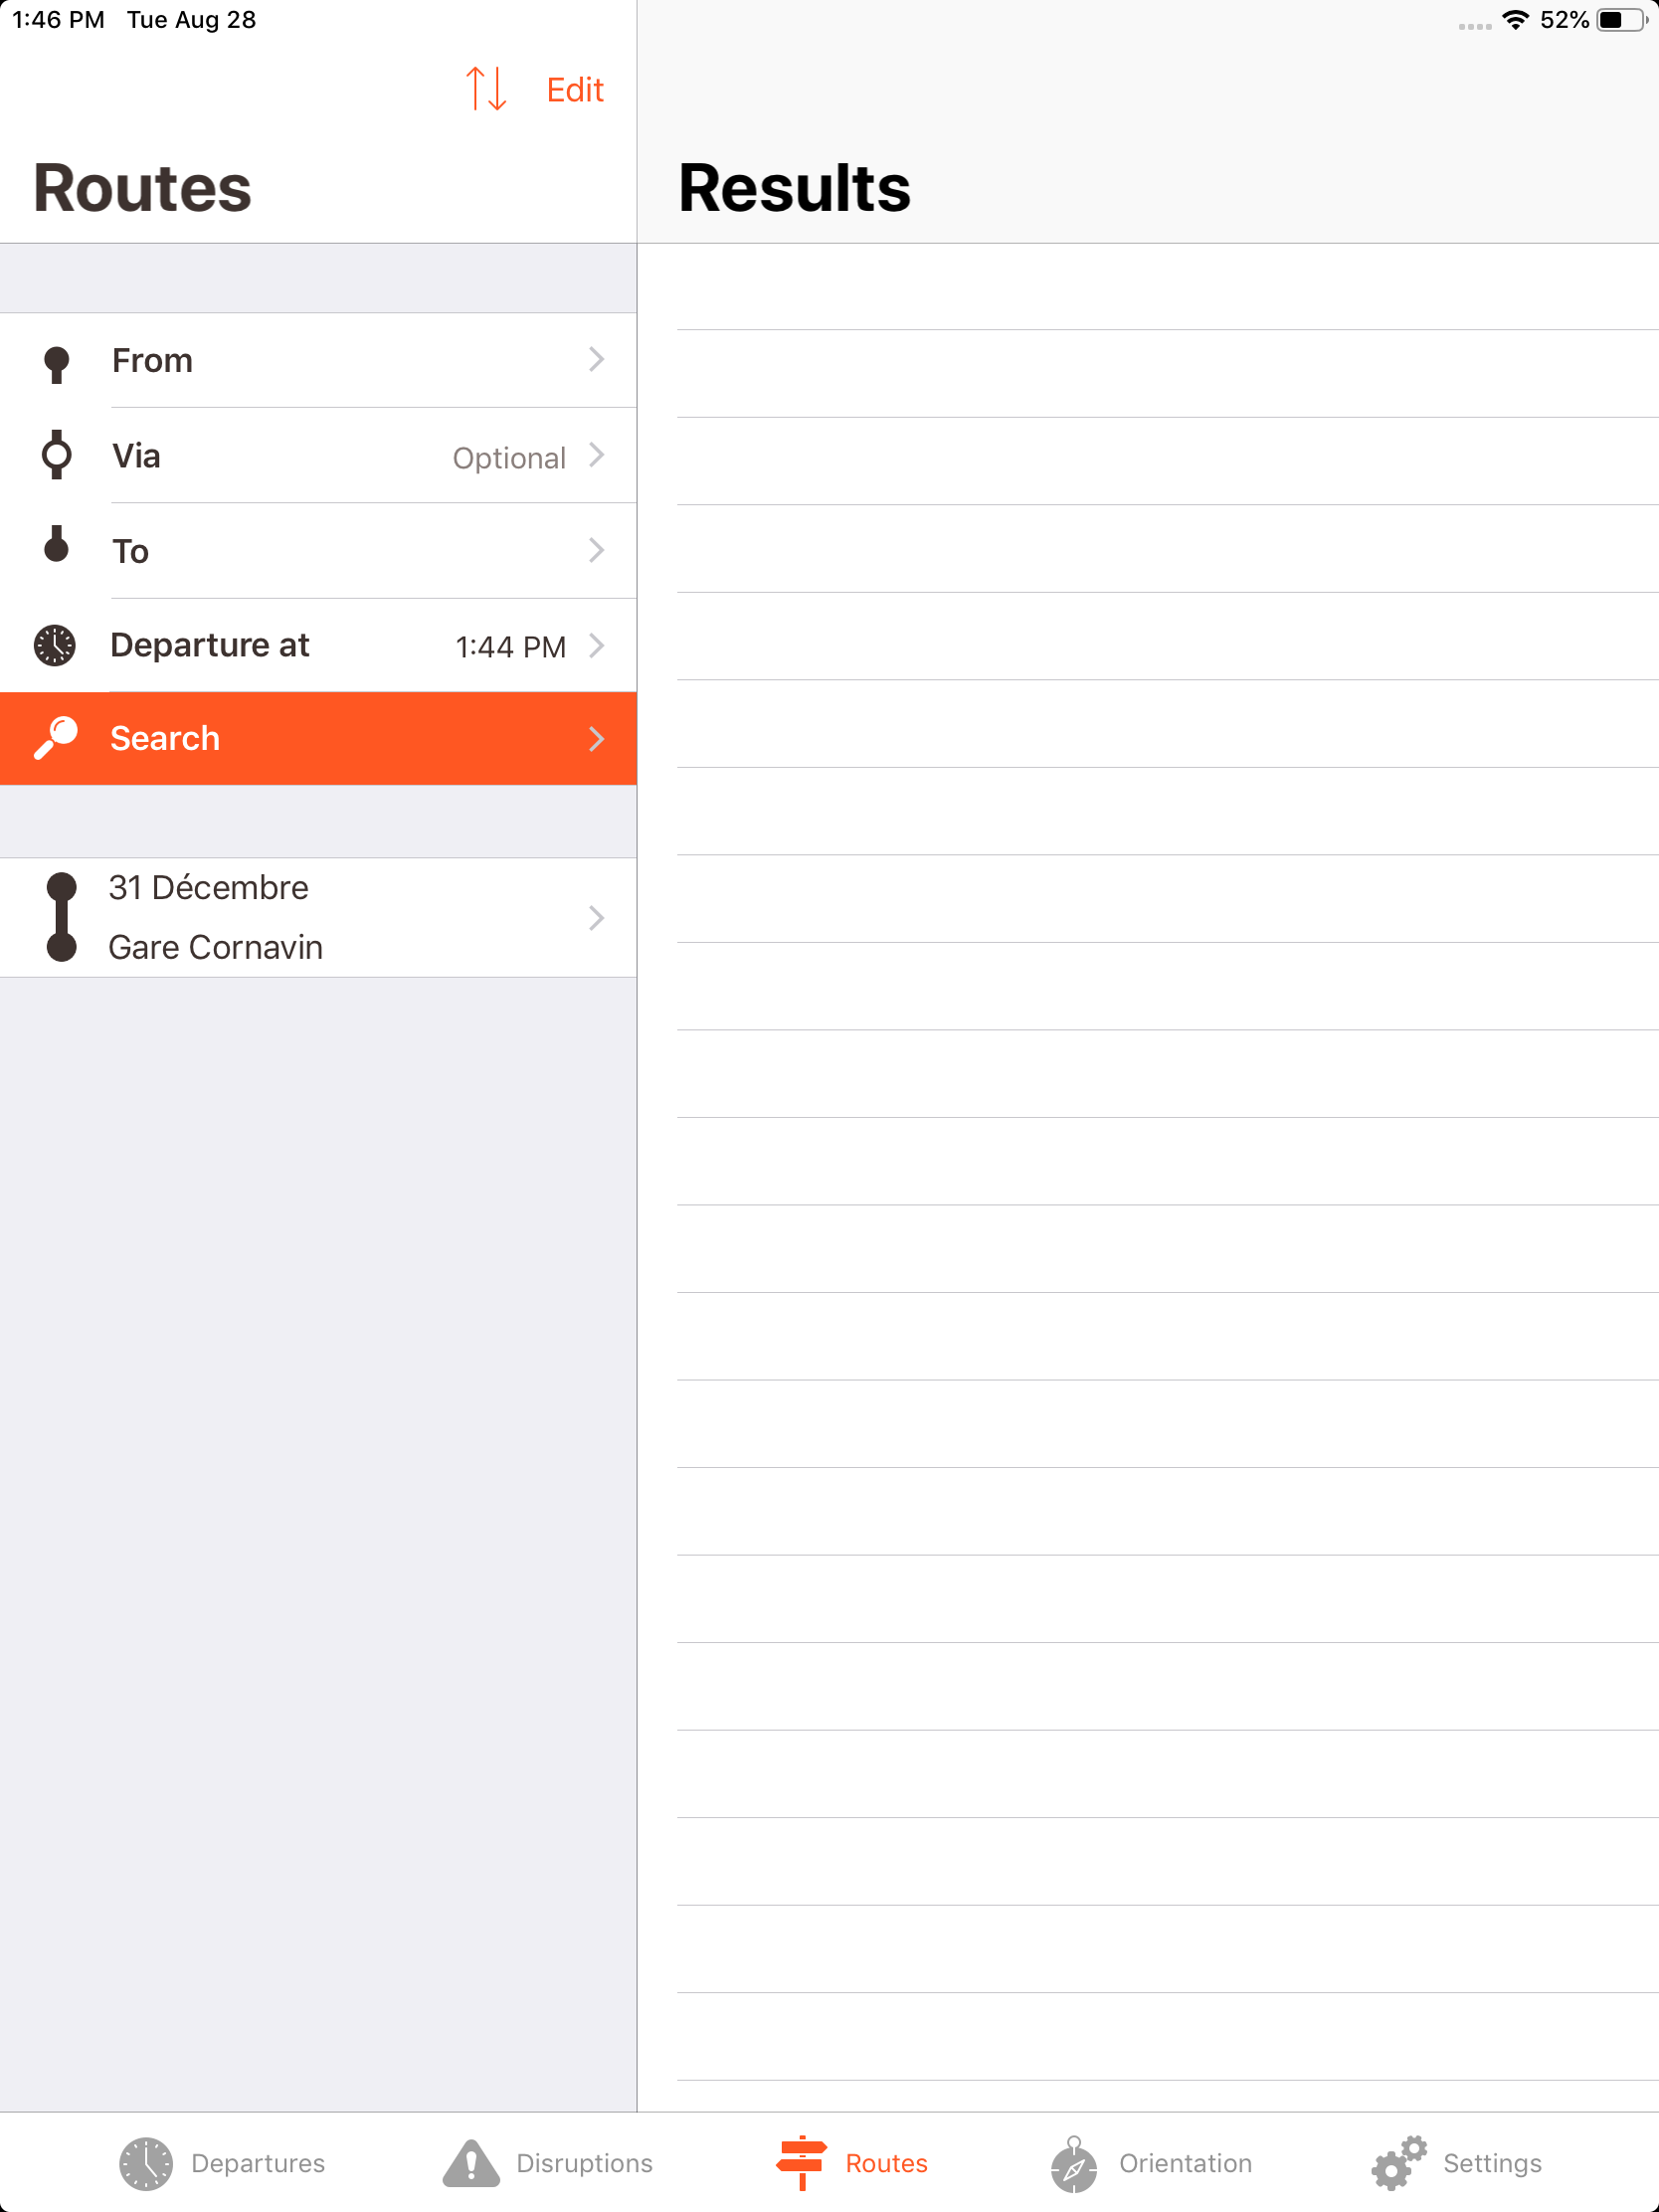 1:46 PM Tue Aug 28
52%
Edit
Routes
Results
From
Via Optional
To
Departure at 1:44 PM
Search
31 Décembre
Gare Cornavin
Departures Disruptions Routes Orientation Settings